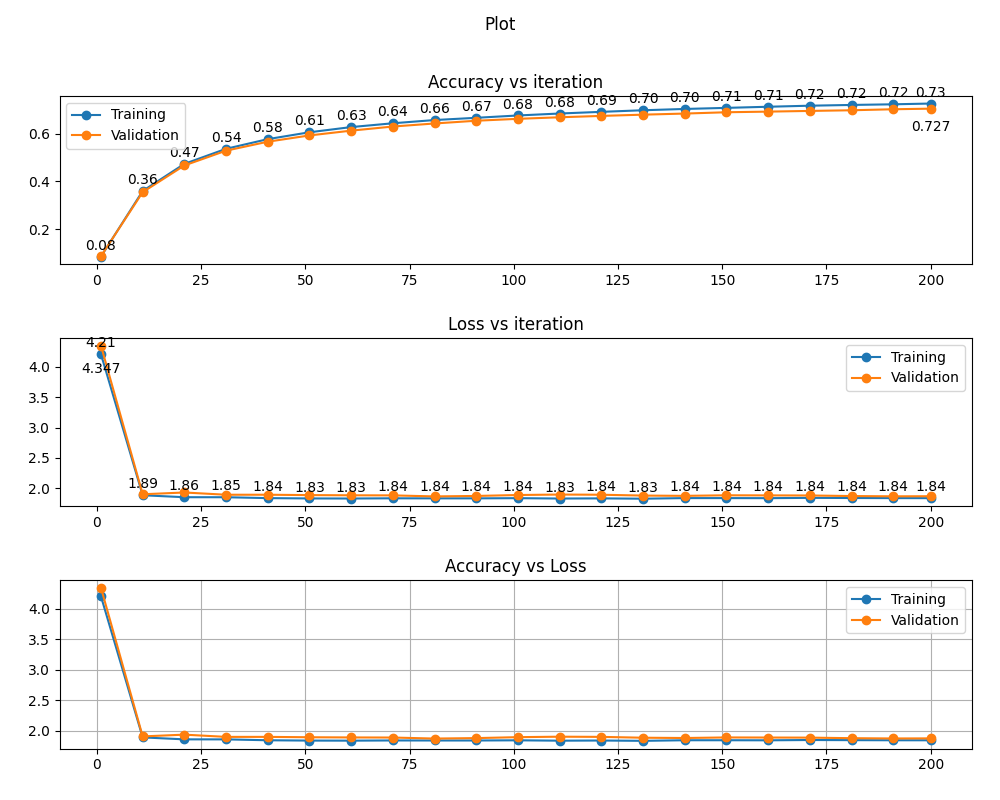 Plot
Accuracy vs iteration
0.08 0.36 0.47 0.54 0.58 0.61 0.63 0.64 0.66 0.67 0.68 0.68 0.69 0.70 0.70 0.71 0.71 0.72 0.72 0.72 0.73
0.727
Training
Validation
0.6
0.4
0.2
0 25 50 75 100 125 150 175 200
Loss vs iteration
4.21
4.347
1.89 1.86 1.85 1.84 1.83 1.83 1.84 1.84 1.84 1.84 1.83 1.84 1.83 1.84 1.84 1.84 1.84 1.84 1.84 1.84
Training
Validation
4.0
3.5
3.0
2.5
2.0
0 25 50 75 100 125 150 175 200
Accuracy vs Loss
Training
Validation
4.0
3.5
3.0
2.5
2.0
0 25 50 75 100 125 150 175 200